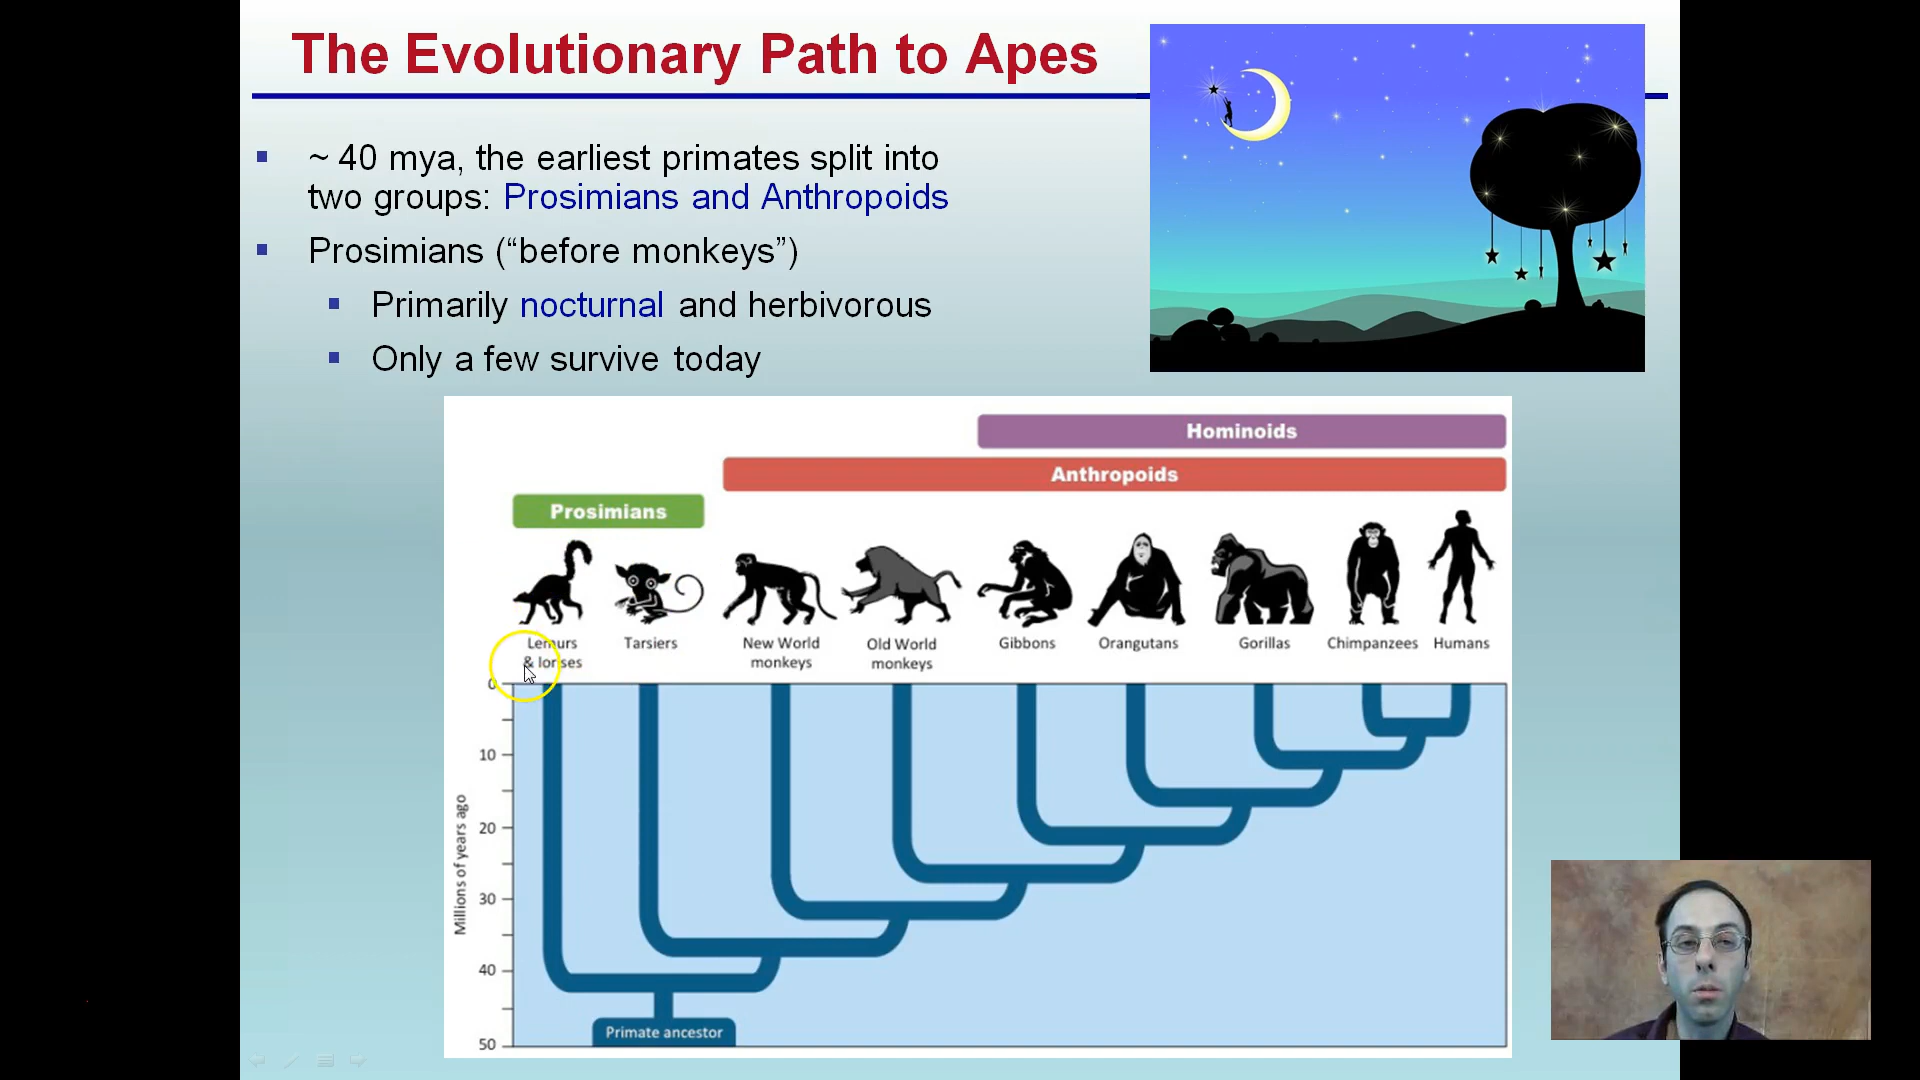 The Evolutionary Path to Apes
~ 40 mya, the earliest primates split into
two groups: Prosimians and Anthropoids
Prosimians (“before monkeys”)
Primarily nocturnal and herbivorous
Only a few survive today
Hominoids
Anthropoids
Prosimians
Lemurs
& lorises
Tarsiers
New World
monkeys
Old World
monkeys
Gibbons
Orangutans
Gorillas
Chimpanzees
Humans
0
10
20
30
40
50
Millions of years ago
Primate ancestor